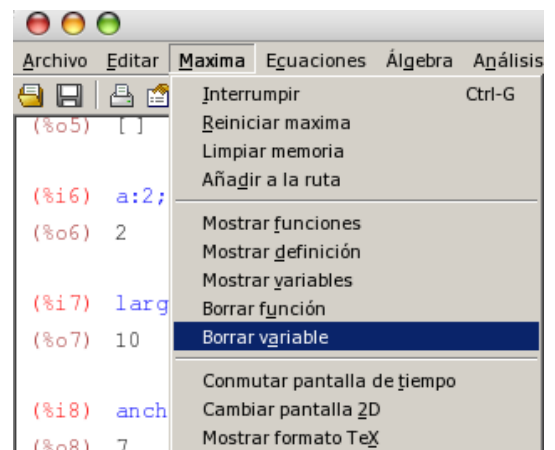 Archivo Editar Maxima Ecuaciones Álgebra Análisis
Interrumpir Ctrl-G
Reiniciar maxima
Limpiar memoria
Añadir a la ruta
Mostrar funciones
Mostrar definición
Mostrar variables
Borrar función
Borrar variable
Conmutar pantalla de tiempo
Cambiar pantalla 2D
Mostrar formato TeX
(%o5) []
(%i6) a:2;
(%o6) 2
(%i7) larg
(%o7) 10
(%i8) anch
(%o8) 7